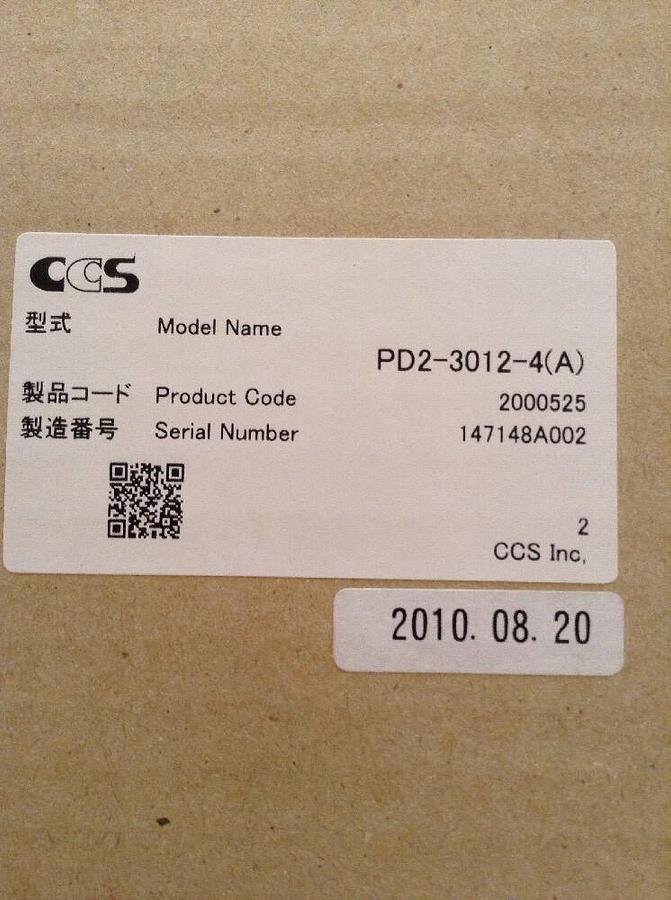 CCS
型式 Model Name
PD2-3012-4(A)
製品コード Product Code 2000525
製造番号 Serial Number 147148A002
2
CCS Inc,
2010. 08. 20